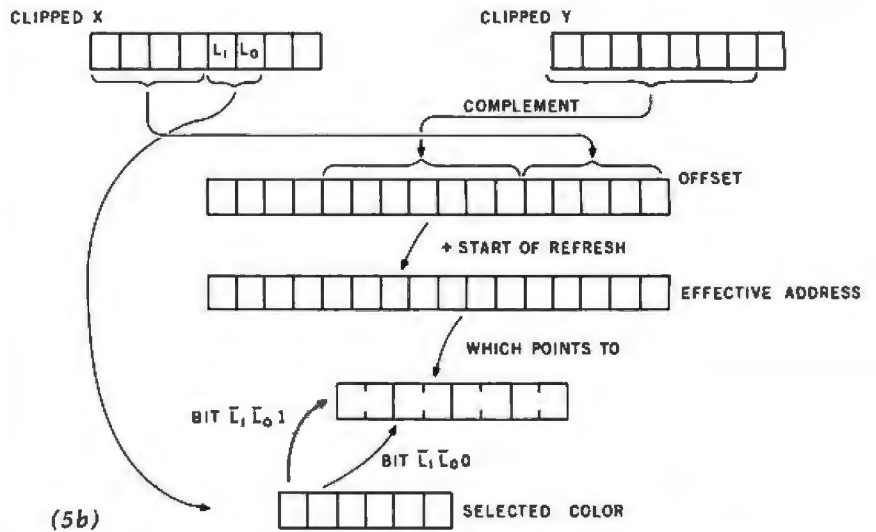 CLIPPED X
CLIPPED Y
L₁ L₀
COMPLEMENT
OFFSET
+ START OF REFRESH
EFFECTIVE ADDRESS
WHICH POINTS TO
BIT L̅₁ L̅₀ 1
BIT L̅₁ L̅₀ 0
SELECTED COLOR
(5b)